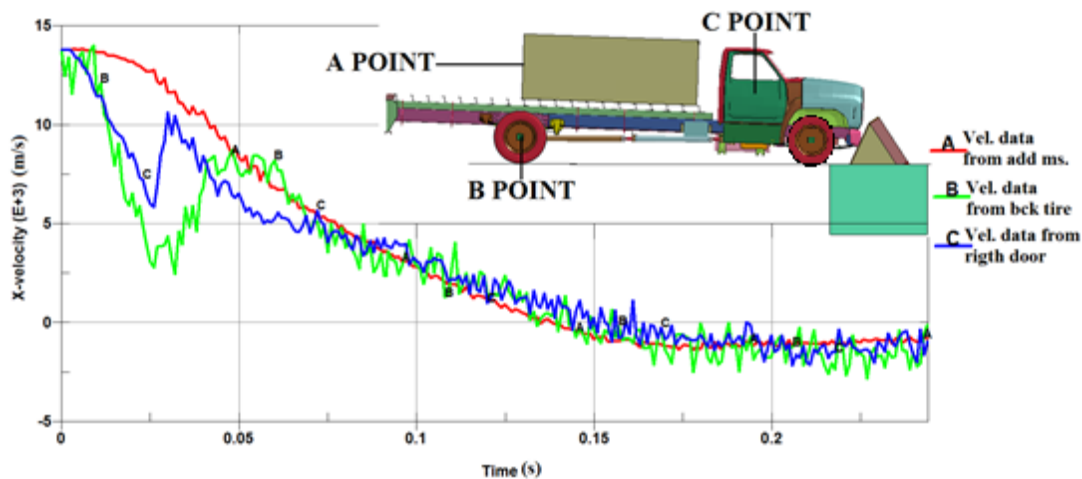 15
10
5
0
-5
X-velocity (E+3) (m/s)
0
0.05
0.1
0.15
0.2
Time (s)
B
C
A
B
C
A
B
C
A
B
C
A
B
C
A
A POINT
B POINT
C POINT
A Vel. data
from add ms.
B Vel. data
from bck tire
C Vel. data from
rigth door